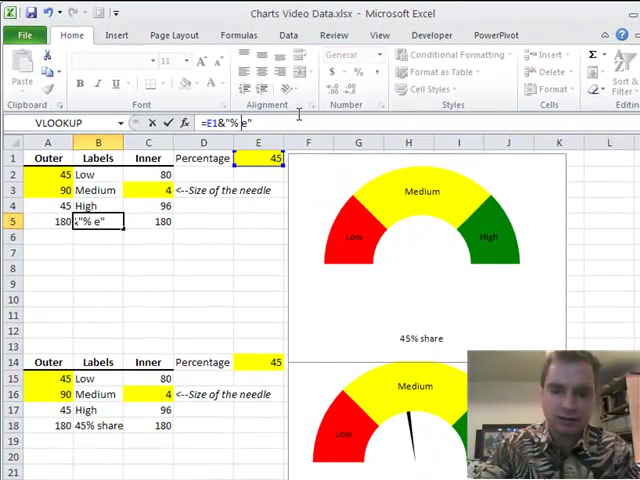 Charts Video Data.xlsx - Microsoft Excel
File Home Insert Page Layout Formulas Data Review View PowerPivot
Paste
B I U
General
$ % ,
Conditional Formatting
Format as Table
Cell Styles
Insert
Delete
Format
Clipboard Font Alignment Number Styles Cells
VLOOKUP fx =E1&"% e"
A B C D E F G H I J K L
1 Outer Labels Inner Percentage 45
2 45 Low 80
3 90 Medium 4 <--Size of the needle
4 45 High 96
5 180 &"% e" 180
6
7
8
9
10
11
12
13
Medium
Low
High
45% share
14 Outer Labels Inner Percentage 45
15 45 Low 80
16 90 Medium 4 <--Size of the needle
17 45 High 96
18 180 45% share 180
19
20
21
Medium
Low